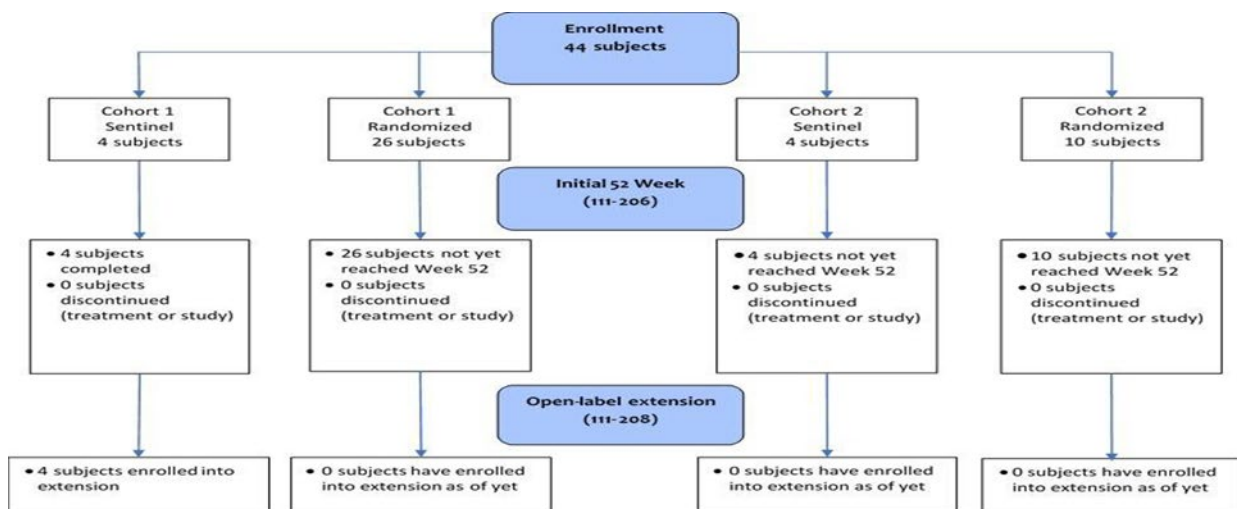 Enrollment
44 subjects
Cohort 1
Sentinel
4 subjects
Cohort 1
Randomized
26 subjects
Cohort 2
Sentinel
4 subjects
Cohort 2
Randomized
10 subjects
Initial 52 Week
(111-206)
• 4 subjects
completed
• 0 subjects
discontinued
(treatment or study)
• 26 subjects not yet
reached Week 52
• 0 subjects
discontinued
(treatment or study)
• 4 subjects not yet
reached Week 52
• 0 subjects
discontinued
(treatment or study)
• 10 subjects not yet
reached Week 52
• 0 subjects
discontinued
(treatment or study)
Open-label extension
(111-208)
• 4 subjects enrolled into
extension
• 0 subjects have enrolled
into extension as of yet
• 0 subjects have enrolled
into extension as of yet
• 0 subjects have enrolled
into extension as of yet